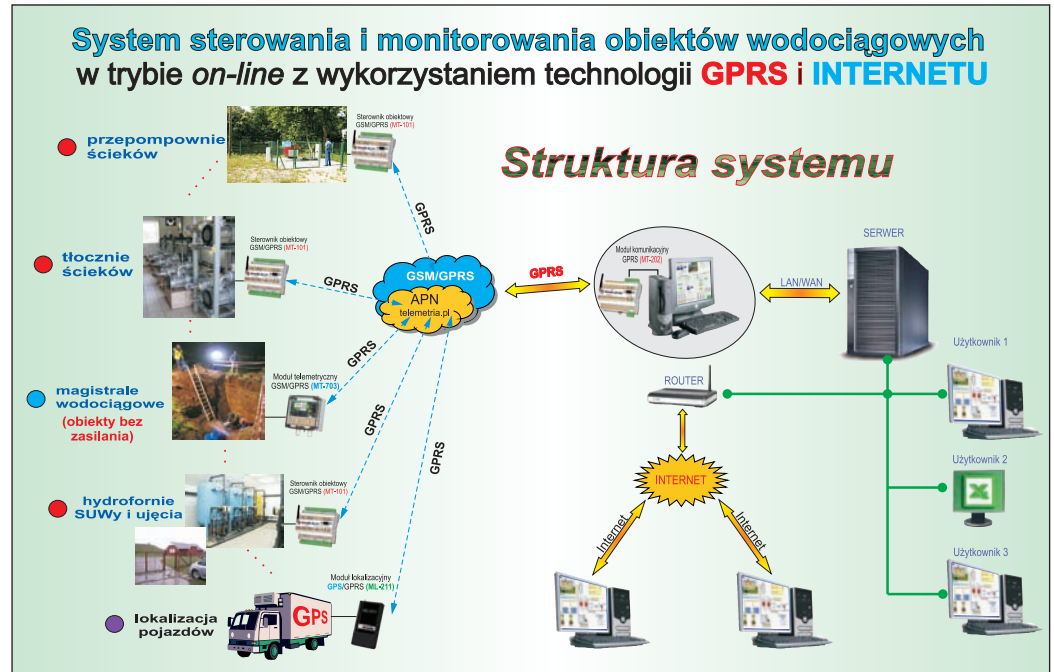 System sterowania i monitorowania obiektów wodociągowych
w trybie on-line z wykorzystaniem technologii GPRS i INTERNETU
Struktura systemu
przepompownie
ścieków
Sterownik obiektowy
GSM/GPRS (MT-101)
GPRS
tłocznie
ścieków
Sterownik obiektowy
GSM/GPRS (MT-101)
GPRS
GSM/GPRS
APN
telemetria.pl
GPRS
Moduł komunikacyjny
GPRS (MT-202)
LAN/WAN
SERWER
magistrale
wodociągowe
(obiekty bez
zasilania)
Moduł telemetryczny
GSM/GPRS (MT-703)
GPRS
GPRS
GPRS
ROUTER
Użytkownik 1
hydrofornie
SUWy i ujęcia
Sterownik obiektowy
GSM/GPRS (MT-101)
INTERNET
Internet
Internet
Użytkownik 2
Użytkownik 3
lokalizacja
pojazdów
GPS
Moduł lokalizacyjny
GPS/GPRS (ML-211)